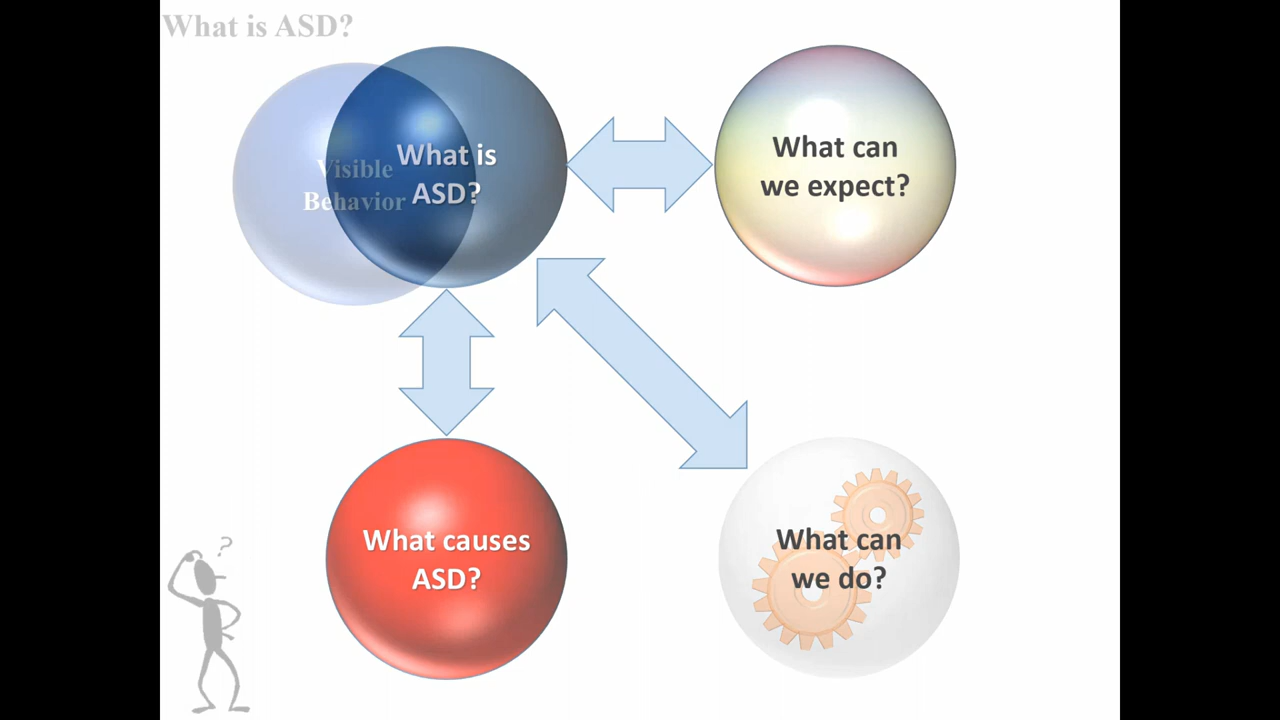 What is ASD?
Visible
Behavior
What is
ASD?
What can
we expect?
What causes
ASD?
What can
we do?
?